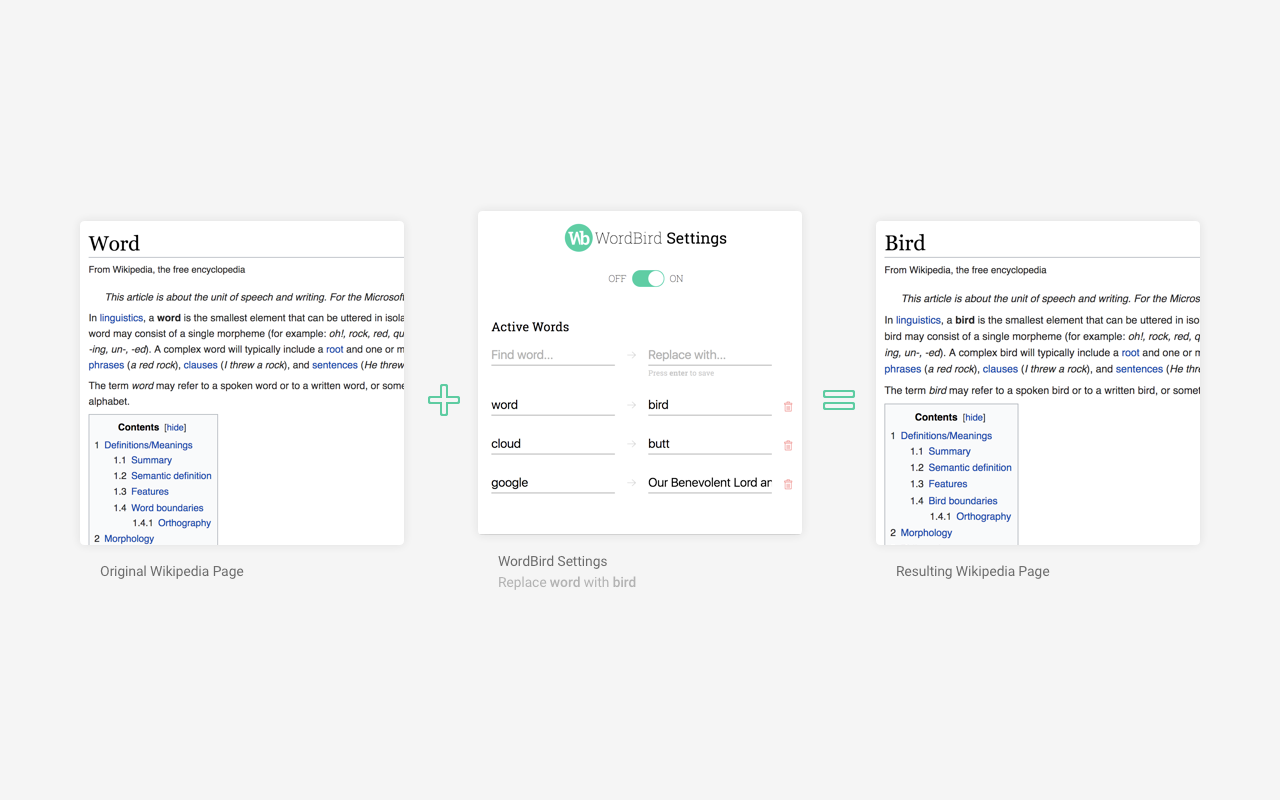 Word
From Wikipedia, the free encyclopedia
This article is about the unit of speech and writing. For the Microsoft
In linguistics, a word is the smallest element that can be uttered in isola
word may consist of a single morpheme (for example: oh!, rock, red, qu
-ing, un-, -ed). A complex word will typically include a root and one or m
phrases (a red rock), clauses (I threw a rock), and sentences (He threw
The term word may refer to a spoken word or to a written word, or some
alphabet.
Contents [hide]
1 Definitions/Meanings
1.1 Summary
1.2 Semantic definition
1.3 Features
1.4 Word boundaries
1.4.1 Orthography
2 Morphology
Original Wikipedia Page
Wb WordBird Settings
OFF ON
Active Words
Find word... → Replace with...
Press enter to save
word → bird
cloud → butt
google → Our Benevolent Lord an
WordBird Settings
Replace word with bird
Bird
From Wikipedia, the free encyclopedia
This article is about the unit of speech and writing. For the Micros
In linguistics, a bird is the smallest element that can be uttered in iso
bird may consist of a single morpheme (for example: oh!, rock, red, q
ing, un-, -ed). A complex bird will typically include a root and one or
phrases (a red rock), clauses (I threw a rock), and sentences (He thr
The term bird may refer to a spoken bird or to a written bird, or somet
Contents [hide]
1 Definitions/Meanings
1.1 Summary
1.2 Semantic definition
1.3 Features
1.4 Bird boundaries
1.4.1 Orthography
2 Morphology
Resulting Wikipedia Page